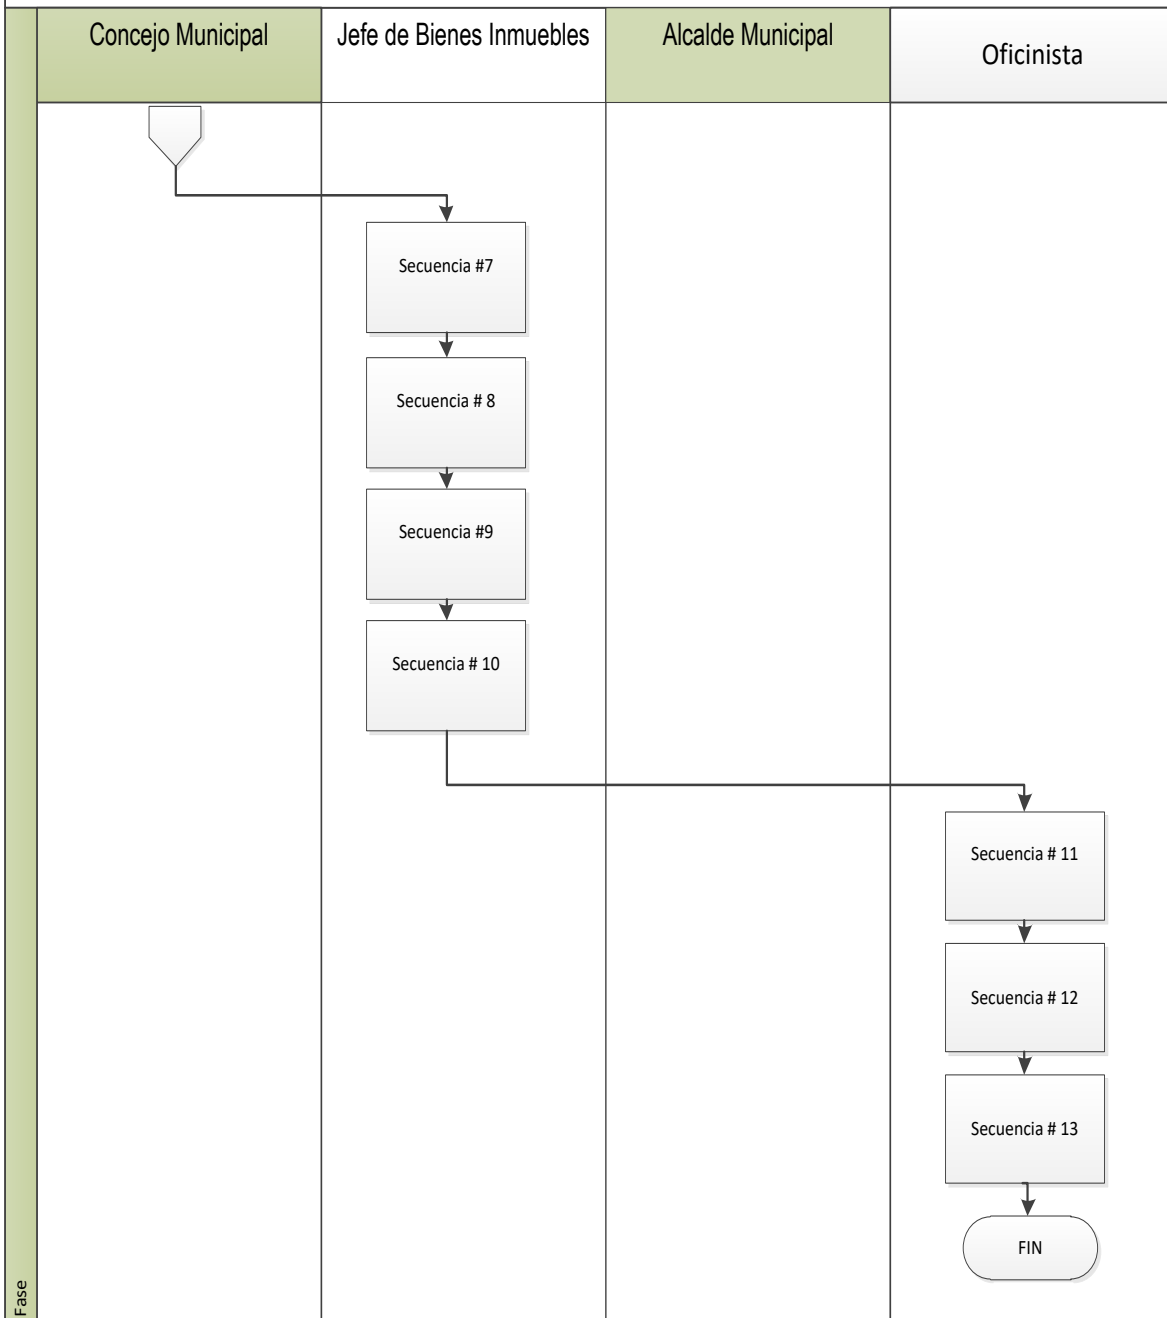 Concejo Municipal
Jefe de Bienes Inmuebles
Alcalde Municipal
Oficinista
Secuencia #7
Secuencia # 8
Secuencia #9
Secuencia # 10
Secuencia # 11
Secuencia # 12
Secuencia # 13
FIN
Fase